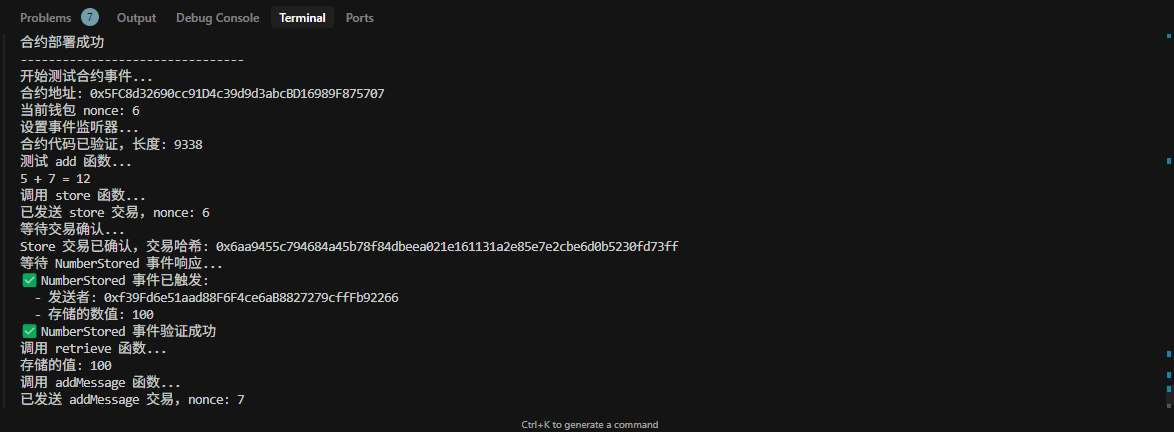 Problems 7 Output Debug Console Terminal Ports
合约部署成功
--------------------------------
开始测试合约事件...
合约地址: 0x5FC8d32690cc91D4c39d9d3abcBD16989F875707
当前钱包 nonce: 6
设置事件监听器...
合约代码已验证，长度: 9338
测试 add 函数...
5 + 7 = 12
调用 store 函数...
已发送 store 交易，nonce: 6
等待交易确认...
Store 交易已确认，交易哈希: 0x6aa9455c794684a45b78f84dbeea021e161131a2e85e7e2cbe6d0b5230fd73ff
等待 NumberStored 事件响应...
✅ NumberStored 事件已触发:
- 发送者: 0xf39Fd6e51aad88F6F4ce6aB8827279cffFb92266
- 存储的数值: 100
✅ NumberStored 事件验证成功
调用 retrieve 函数...
存储的值: 100
调用 addMessage 函数...
已发送 addMessage 交易，nonce: 7
Ctrl+K to generate a command